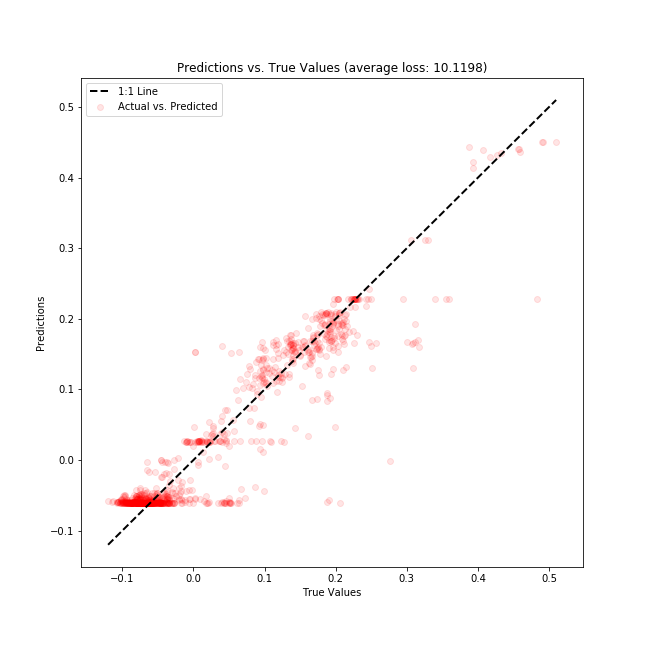 Predictions vs. True Values (average loss: 10.1198)
1:1 Line
Actual vs. Predicted
0.5
0.4
0.3
0.2
0.1
0.0
−0.1
Predictions
−0.1 0.0 0.1 0.2 0.3 0.4 0.5
True Values